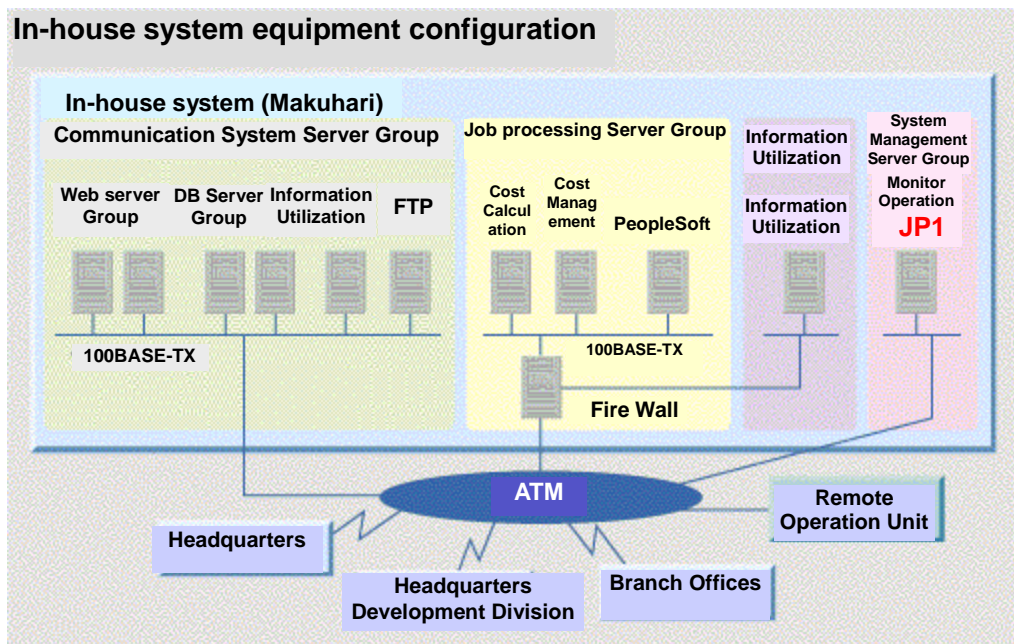 In-house system equipment configuration
In-house system (Makuhari)
Communication System Server Group
Web server
Group
DB Server
Group
Information
Utilization
FTP
100BASE-TX
Job processing Server Group
Cost
Calcul
ation
Cost
Manag
ement
PeopleSoft
100BASE-TX
Fire Wall
Information
Utilization
Information
Utilization
System
Management
Server Group
Monitor
Operation
JP1
ATM
Headquarters
Headquarters
Development Division
Branch Offices
Remote
Operation Unit